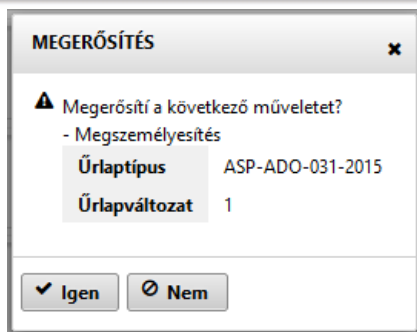 MEGERŐSÍTÉS
Megerősíti a következő műveletet?
- Megszemélyesítés
Űrlaptípus ASP-ADO-031-2015
Űrlapváltozat 1
Igen Nem